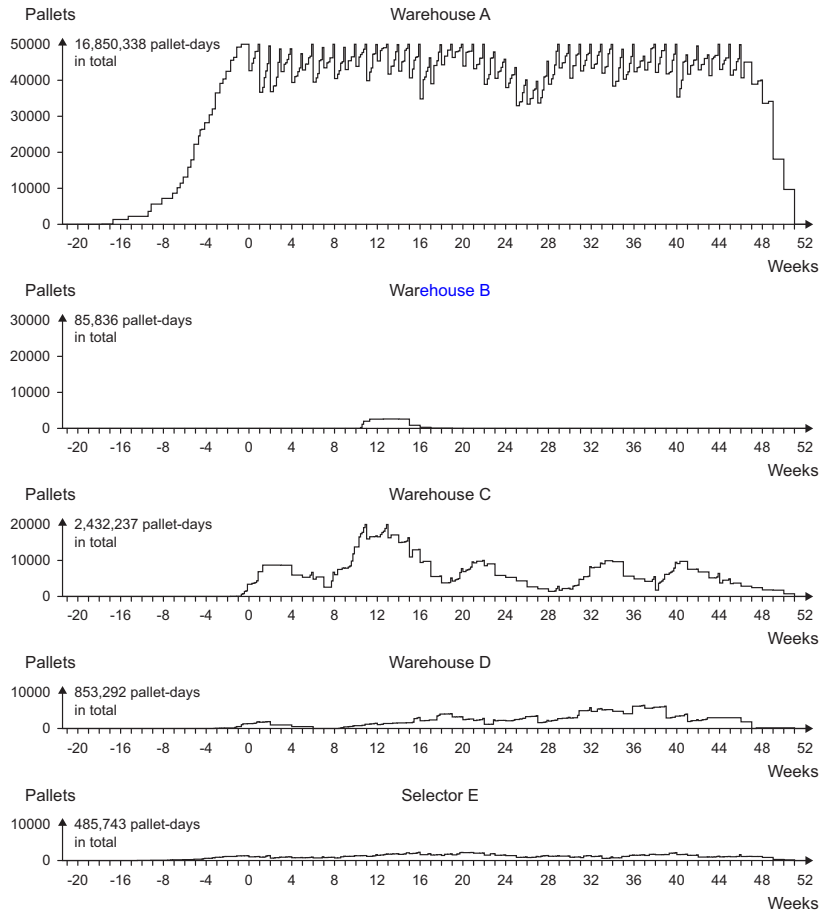 Pallets
Warehouse A
50000
16,850,338 pallet-days
in total
40000
30000
20000
10000
0
-20 -16 -12 -8 -4 0 4 8 12 16 20 24 28 32 36 40 44 48 52
Weeks
Pallets
Warehouse B
30000
85,836 pallet-days
in total
20000
10000
0
-20 -16 -12 -8 -4 0 4 8 12 16 20 24 28 32 36 40 44 48 52
Weeks
Pallets
Warehouse C
20000
2,432,237 pallet-days
in total
10000
0
-20 -16 -12 -8 -4 0 4 8 12 16 20 24 28 32 36 40 44 48 52
Weeks
Pallets
Warehouse D
10000
853,292 pallet-days
in total
0
-20 -16 -12 -8 -4 0 4 8 12 16 20 24 28 32 36 40 44 48 52
Weeks
Pallets
Selector E
10000
485,743 pallet-days
in total
0
-20 -16 -12 -8 -4 0 4 8 12 16 20 24 28 32 36 40 44 48 52
Weeks